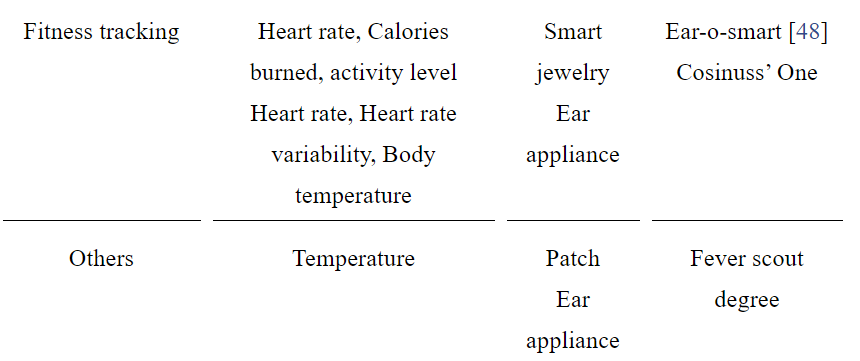 Fitness tracking
Heart rate, Calories
burned, activity level
Heart rate, Heart rate
variability, Body
temperature
Smart
jewelry
Ear
appliance
Ear-o-smart [48]
Cosinuss’ One
Others
Temperature
Patch
Ear
appliance
Fever scout
degree